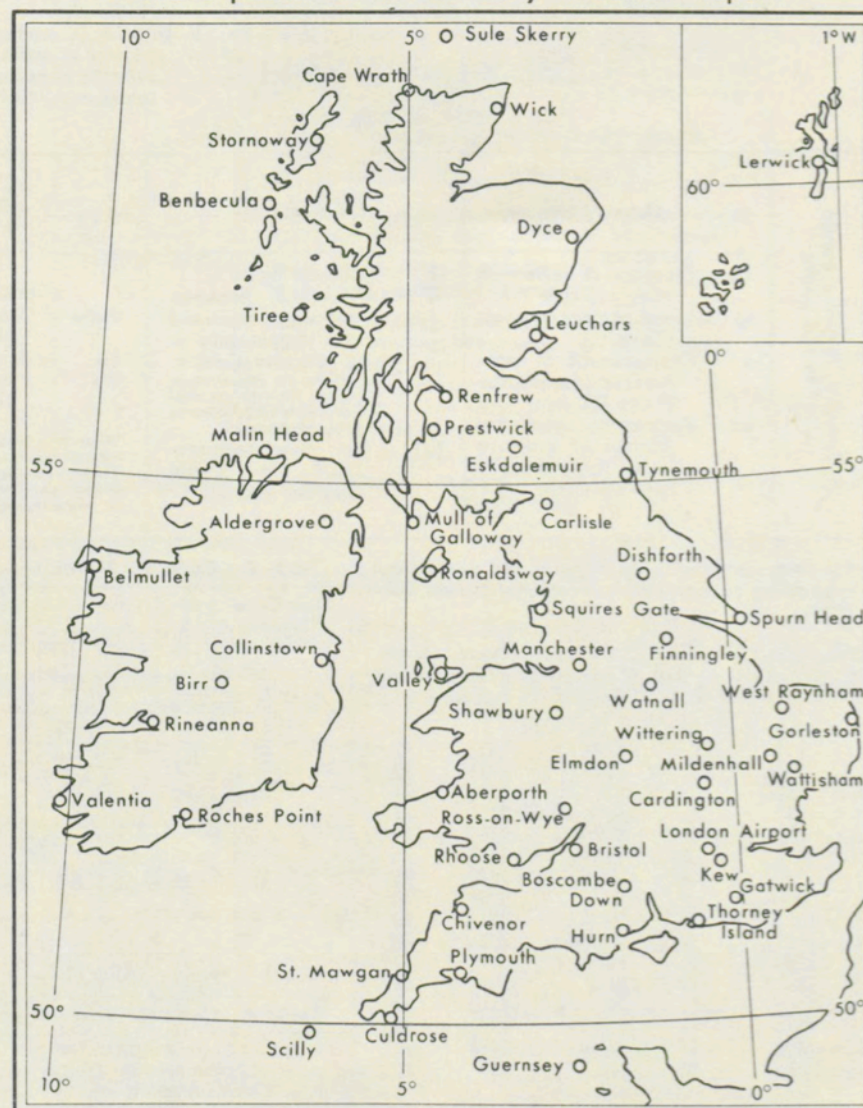 10°
5°
Sule Skerry
1° W
Cape Wrath
Wick
Stornoway
Lerwick
60°
Benbecula
Dyce
Tiree
Leuchars
0°
Renfrew
Prestwick
Malin Head
Eskdalemuir
Tynemouth
55°
55°
Aldergrove
Mull of
Galloway
Carlisle
Dishforth
Belmullet
Ronaldsway
Squires Gate
Spurn Head
Collinstown
Manchester
Finningley
Birr
Valley
Watnall
West Raynham
Rineanna
Shawbury
Wittering
Gorleston
Elmdon
Mildenhall
Wattisham
Valentia
Aberporth
Cardington
Roches Point
Ross-on-Wye
London Airport
Rhoose
Bristol
Kew
Boscombe
Down
Gatwick
Chivenor
Hurn
Thorney
Island
St. Mawgan
Plymouth
50°
50°
Scilly
Culdrose
Guernsey
10°
5°
0°